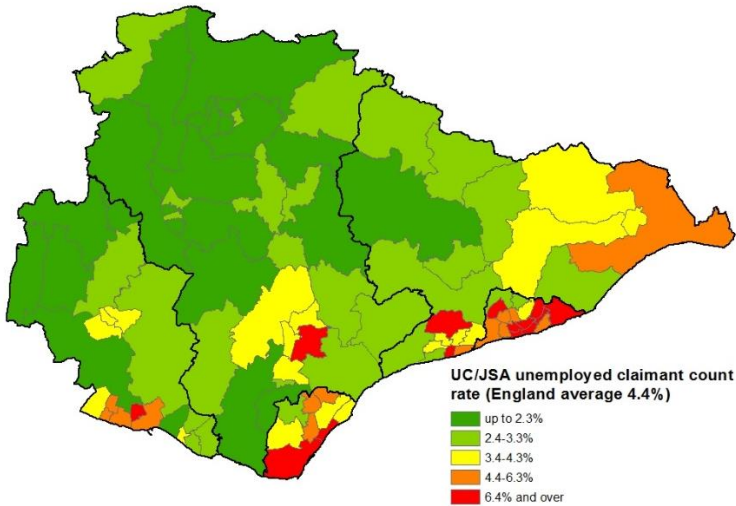 UC/JSA unemployed claimant count
rate (England average 4.4%)
up to 2.3%
2.4-3.3%
3.4-4.3%
4.4-6.3%
6.4% and over